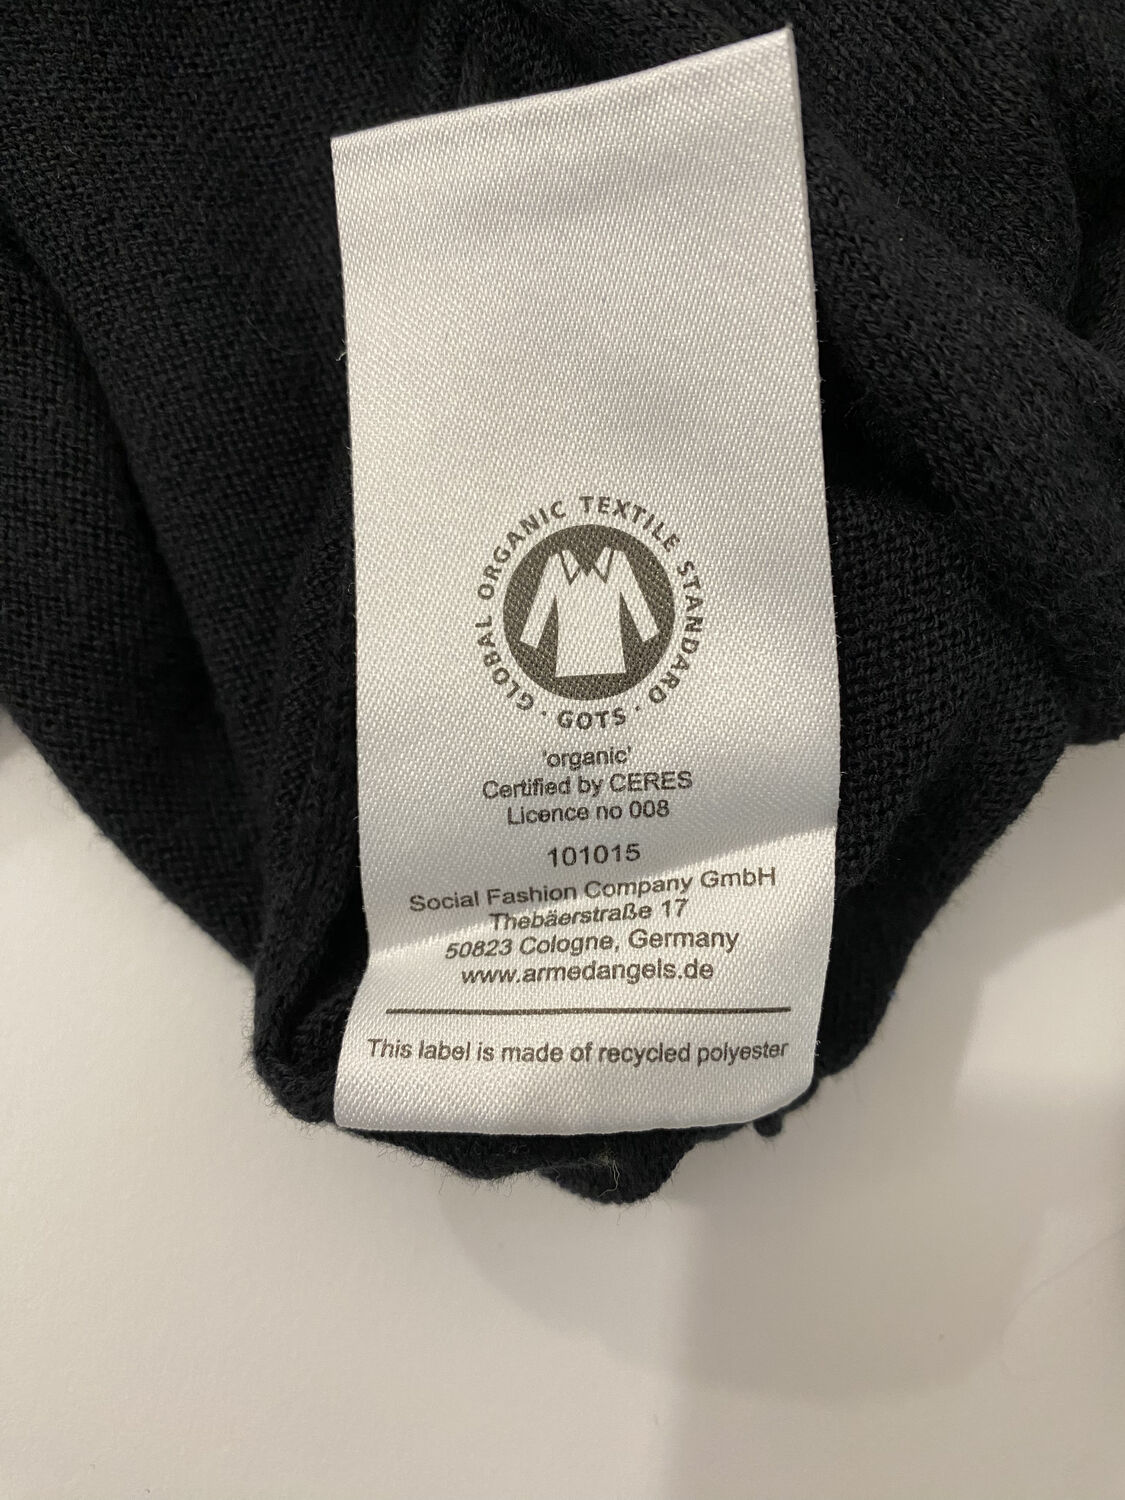 GLOBAL ORGANIC TEXTILE STANDARD · GOTS ·
'organic'
Certified by CERES
Licence no 008
101015
Social Fashion Company GmbH
Thebäerstraße 17
50823 Cologne, Germany
www.armedangels.de
This label is made of recycled polyester